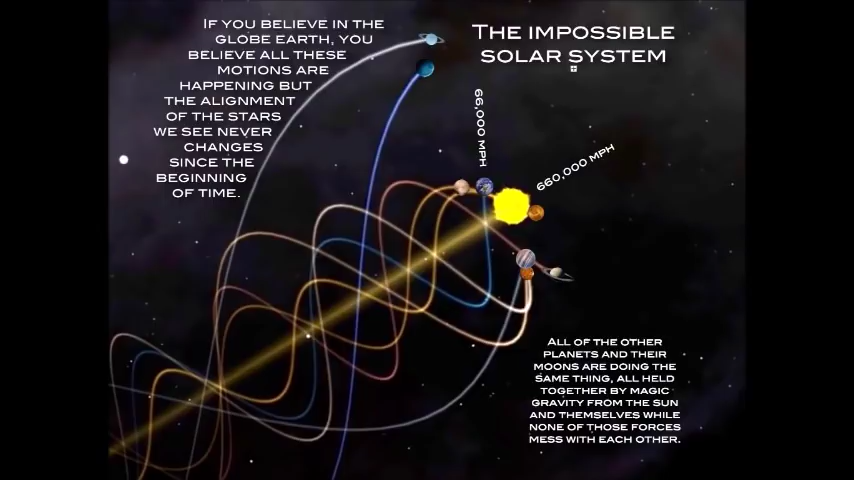 If you believe in the
globe earth, you
believe all these
motions are
happening but
the alignment
of the stars
we see never
changes
since the
beginning
of time.
The impossible
solar system
66,000 mph
660,000 mph
All of the other
planets and their
moons are doing the
same thing, all held
together by magic
gravity from the sun
and themselves while
none of those forces
mess with each other.